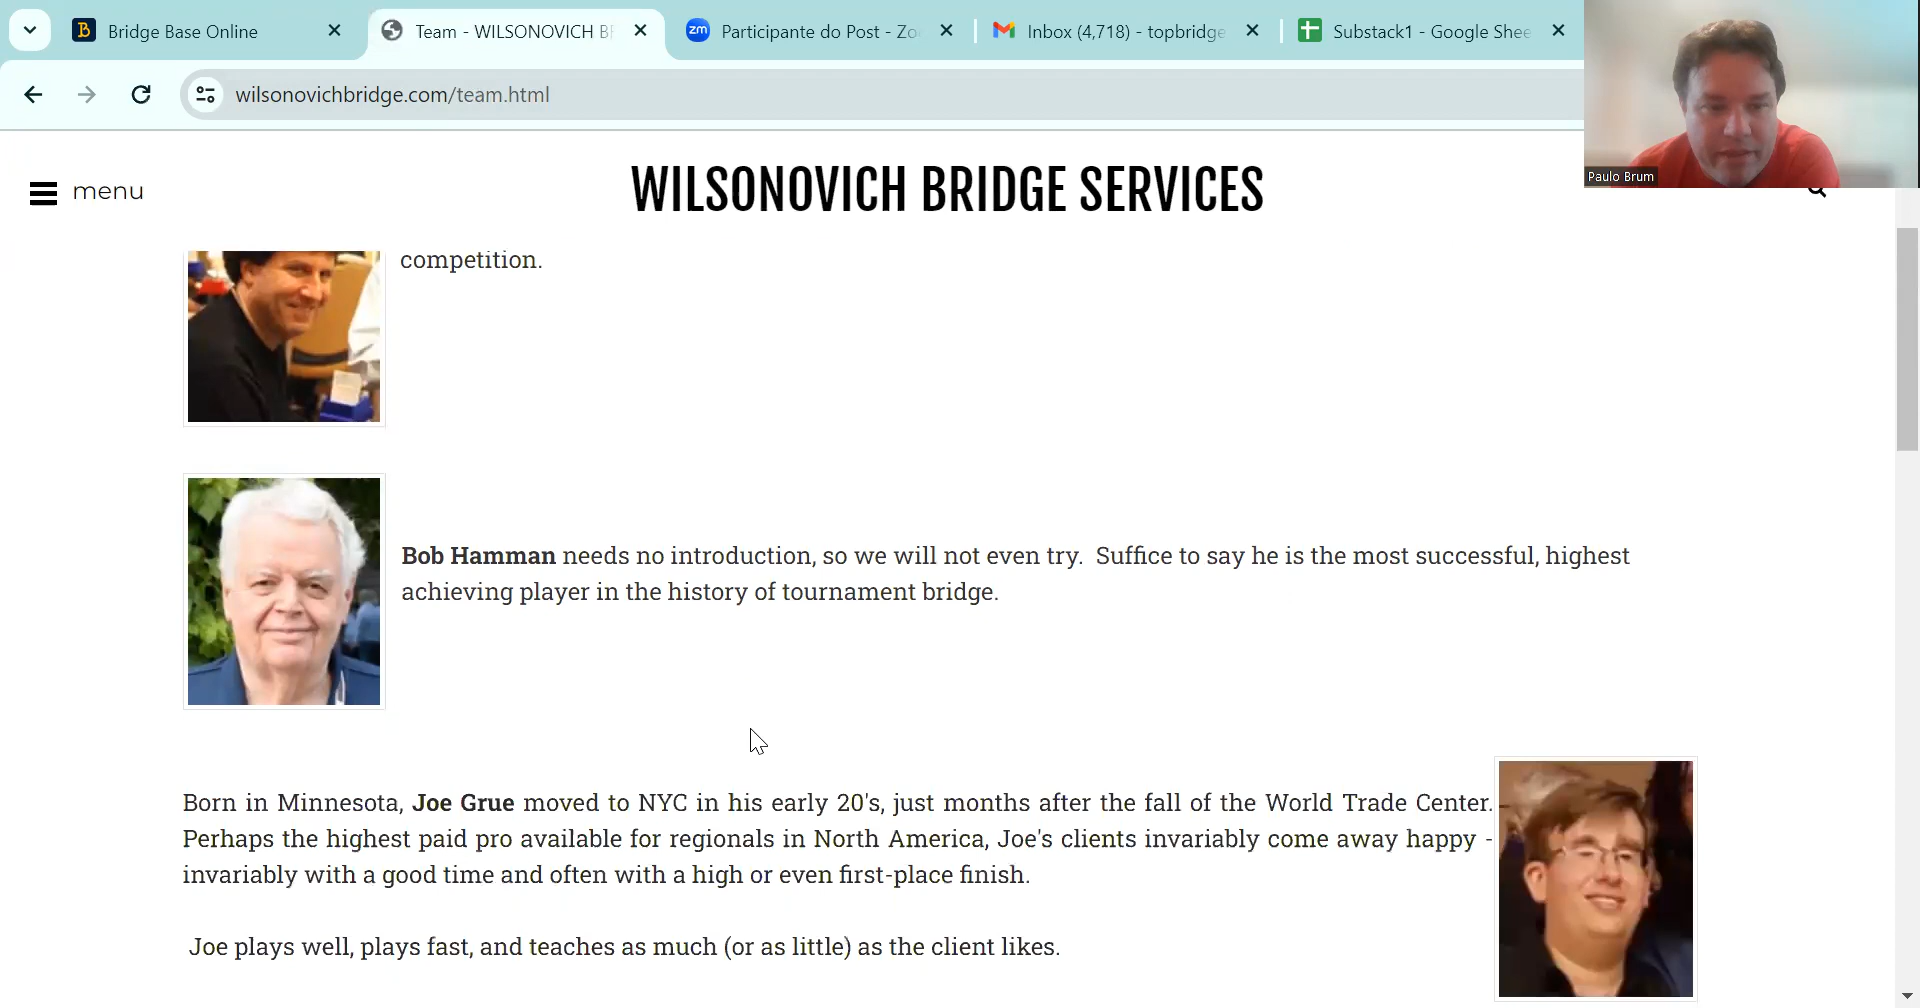 Bridge Base Online
Team - WILSONOVICH BR
zm
Participante do Post - Zo
Inbox (4,718) - topbridge
Substack1 - Google Shee
wilsonovichbridge.com/team.html
Paulo Brum
menu
WILSONOVICH BRIDGE SERVICES
competition.
Bob Hamman needs no introduction, so we will not even try. Suffice to say he is the most successful, highest
achieving player in the history of tournament bridge.
Born in Minnesota, Joe Grue moved to NYC in his early 20's, just months after the fall of the World Trade Center.
Perhaps the highest paid pro available for regionals in North America, Joe's clients invariably come away happy -
invariably with a good time and often with a high or even first-place finish.
Joe plays well, plays fast, and teaches as much (or as little) as the client likes.